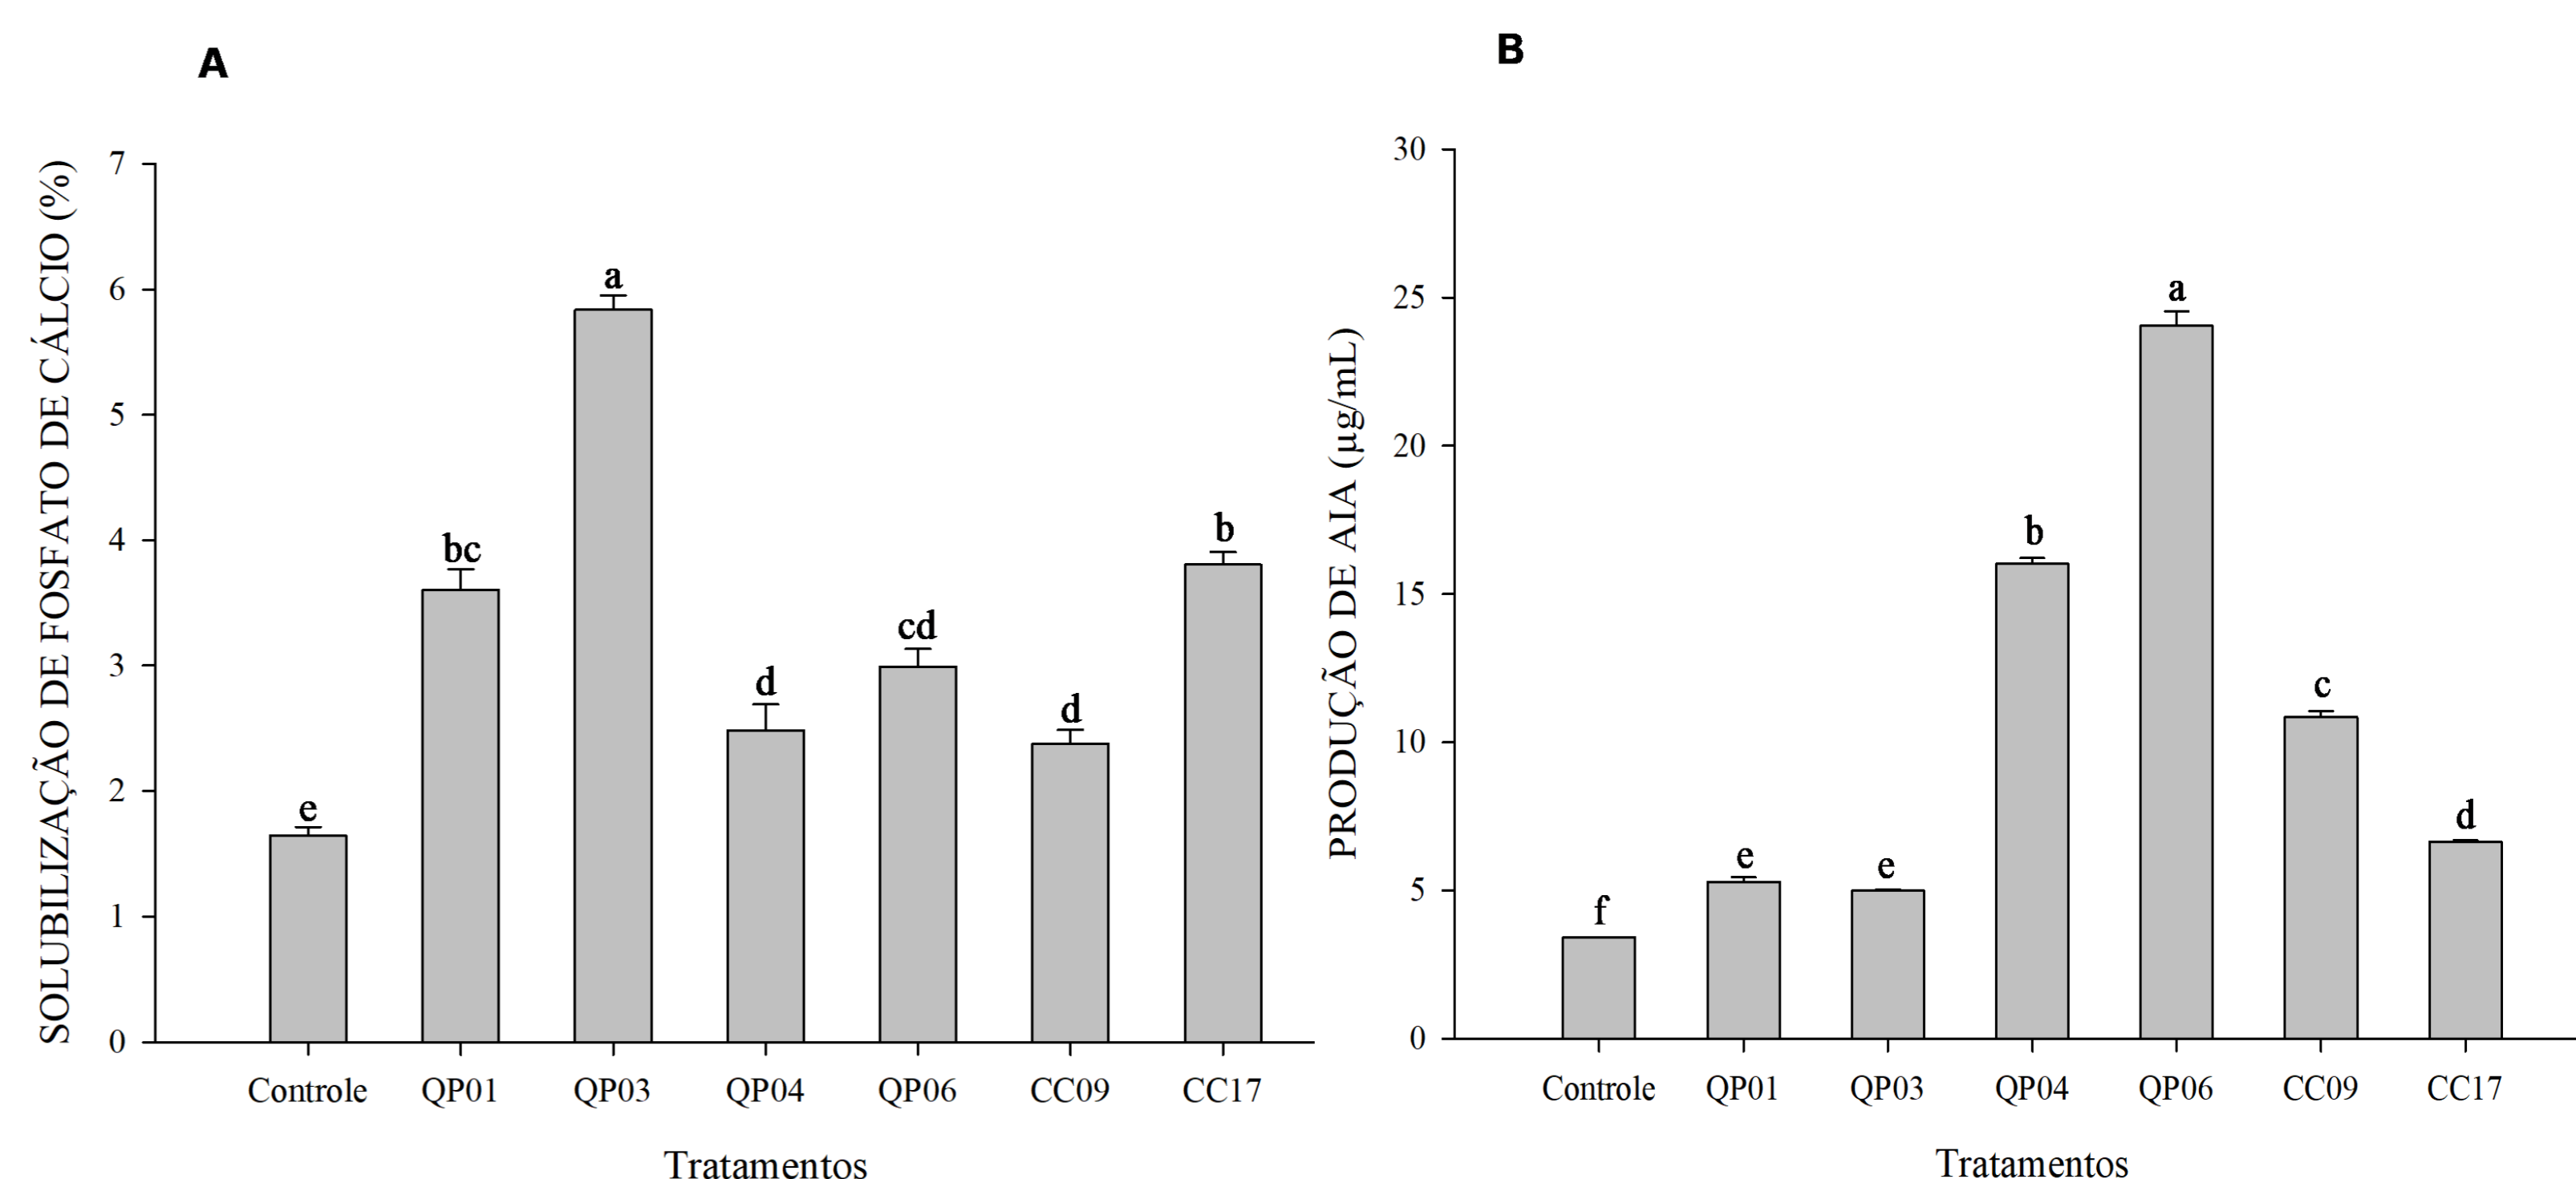 A
SOLUBILIZAÇÃO DE FOSFATO DE CÁLCIO (%)
7
6
5
4
3
2
1
0
e
bc
a
d
cd
d
b
Controle QP01 QP03 QP04 QP06 CC09 CC17
Tratamentos
B
PRODUÇÃO DE AIA (µg/mL)
30
25
20
15
10
5
0
f
e
e
b
a
c
d
Controle QP01 QP03 QP04 QP06 CC09 CC17
Tratamentos